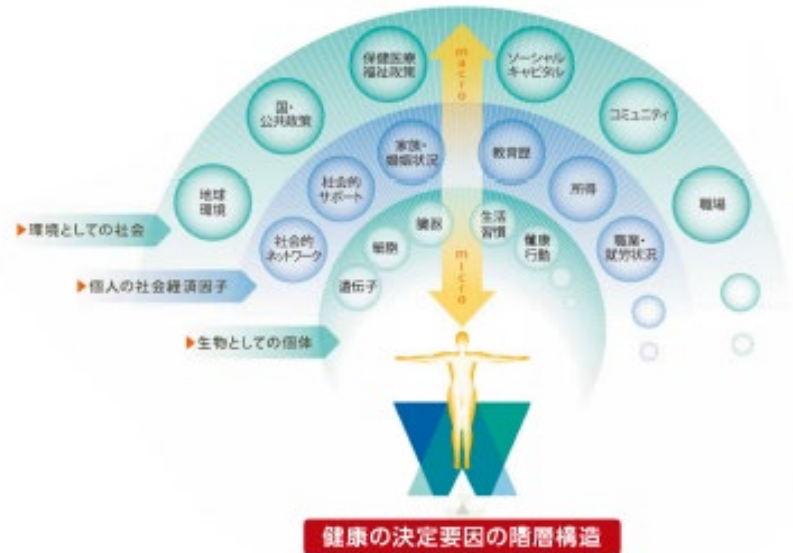 保健医療
福祉政策
ソーシャル
キャピタル
macro
国・
公共政策
コミュニティ
家族・
婚姻状況
教育歴
社会的
サポート
所得
地球
環境
職場
臓器
生活
習慣
環境としての社会
社会的
ネットワーク
細胞
健康
行動
職業・
就労状況
micro
個人の社会経済因子
遺伝子
生物としての個体
健康の決定要因の階層構造